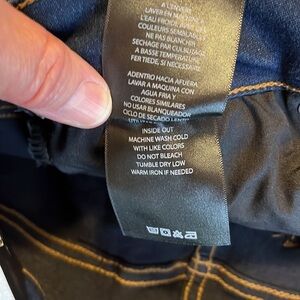 A L'ENVERS
LAVER EN MACHINE A
L'EAU FROIDE AVEC DES
COULEURS SEMBLABLES
NE PAS BLANCHIR
SECHAGE PAR CULBUTAGE
A BASSE TEMPERATURE
FER TIEDE, SI NECESSAIRE
ADENTRO HACIA AFUERA
LAVAR A MAQUINA CON
AGUA FRIA Y
COLORES SIMILARES
NO USAR BLANQUEADOR
CICLO DE SECADO LENTO
INSIDE OUT
MACHINE WASH COLD
WITH LIKE COLORS
DO NOT BLEACH
TUMBLE DRY LOW
WARM IRON IF NEEDED